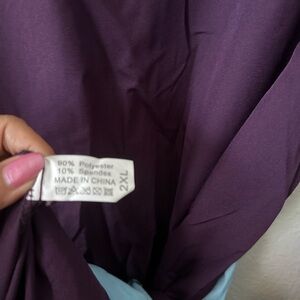 90% Polyester
10% Spandex
MADE IN CHINA
2XL